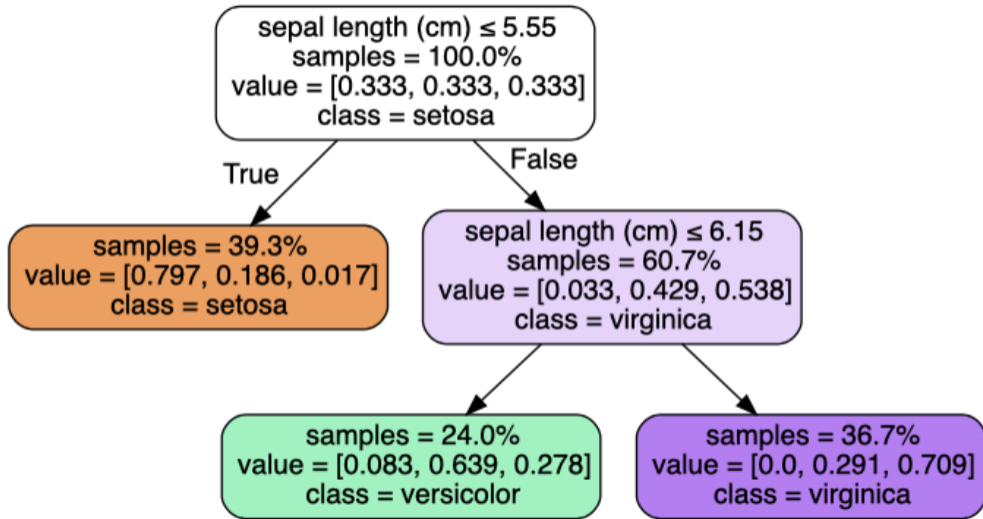 sepal length (cm) ≤ 5.55
samples = 100.0%
value = [0.333, 0.333, 0.333]
class = setosa
True
False
samples = 39.3%
value = [0.797, 0.186, 0.017]
class = setosa
sepal length (cm) ≤ 6.15
samples = 60.7%
value = [0.033, 0.429, 0.538]
class = virginica
samples = 24.0%
value = [0.083, 0.639, 0.278]
class = versicolor
samples = 36.7%
value = [0.0, 0.291, 0.709]
class = virginica